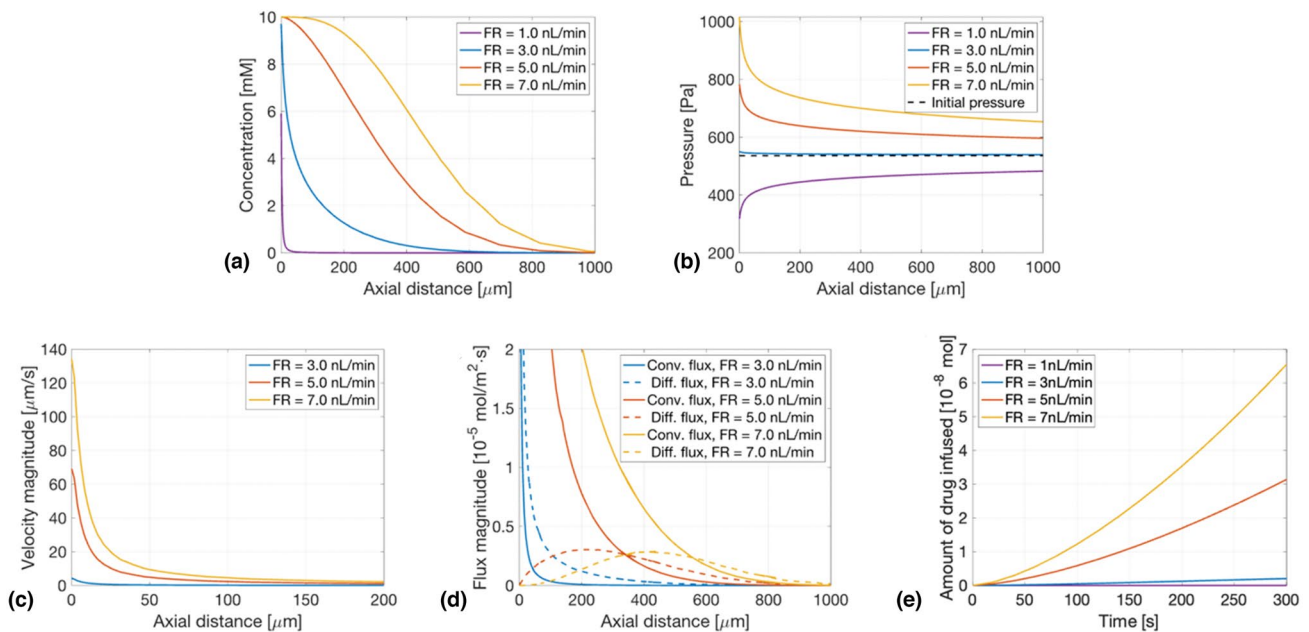 Concentration [mM]
10
8
6
4
2
0
0 200 400 600 800 1000
Axial distance [μm]
FR = 1.0 nL/min
FR = 3.0 nL/min
FR = 5.0 nL/min
FR = 7.0 nL/min
(a)
Pressure [Pa]
1000
800
600
400
200
0 200 400 600 800 1000
Axial distance [μm]
FR = 1.0 nL/min
FR = 3.0 nL/min
FR = 5.0 nL/min
FR = 7.0 nL/min
Initial pressure
(b)
Velocity magnitude [μm/s]
140
120
100
80
60
40
20
0
0 50 100 150 200
Axial distance [μm]
FR = 3.0 nL/min
FR = 5.0 nL/min
FR = 7.0 nL/min
(c)
Flux magnitude [10⁻⁵ mol/m²·s]
2
1.5
1
0.5
0
0 200 400 600 800 1000
Axial distance [μm]
Conv. flux, FR = 3.0 nL/min
Diff. flux, FR = 3.0 nL/min
Conv. flux, FR = 5.0 nL/min
Diff. flux, FR = 5.0 nL/min
Conv. flux, FR = 7.0 nL/min
Diff. flux, FR = 7.0 nL/min
(d)
Amount of drug infused [10⁻⁸ mol]
7
6
5
4
3
2
1
0
0 50 100 150 200 250 300
Time [s]
FR = 1nL/min
FR = 3nL/min
FR = 5nL/min
FR = 7nL/min
(e)